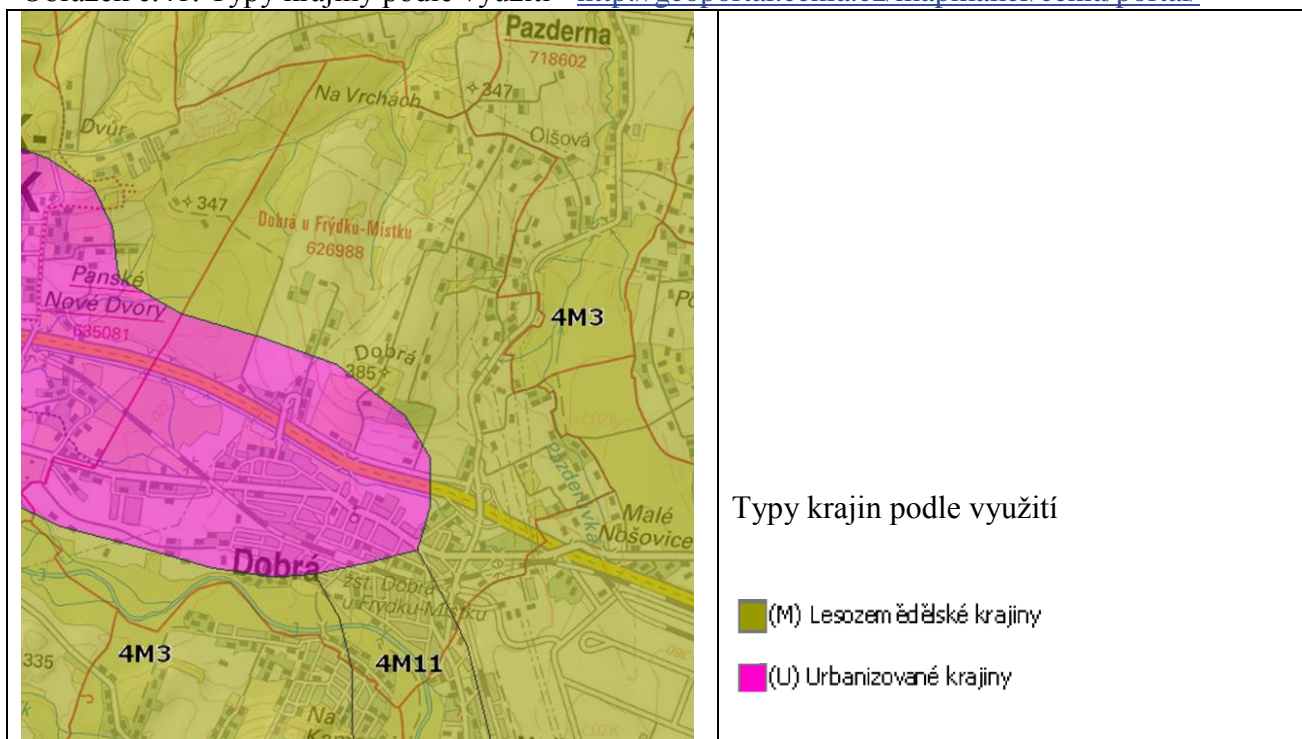 Pazderna
718602
Na Vrchách
347
Dvůr
Olšová
347
Dobrá u Frýdku-Místku
626988
Panské
Nové Dvory
635081
4M3
Dobrá
385
Pazderůvka
Malé
Nošovice
Typy krajin podle využití
Dobrá
žst. Dobrá
u Frýdku-Místku
(M) Lesozemědělské krajiny
335
4M3
4M11
(U) Urbanizované krajiny
Na